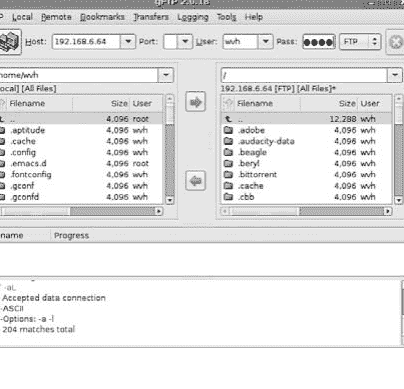 gFTP 2.0.18
P Local Remote Bookmarks Transfers Logging Tools Help
Host: 192.168.6.64 Port: User: wvh Pass: ●●●● FTP
home/wvh
/
ocal] [All Files]
192.168.6.64 [FTP] [All Files]*
Filename Size User
Filename Size User
.. 4,096 root
.. 12,288 wvh
.aptitude 4,096 wvh
.adobe 4,096 wvh
.cache 4,096 wvh
.audacity-data 4,096 wvh
.config 4,096 wvh
.beagle 4,096 wvh
.emacs.d 4,096 root
.beryl 4,096 wvh
.fontconfig 4,096 wvh
.bittorrent 4,096 wvh
.gconf 4,096 wvh
.cache 4,096 wvh
.gconfd 4,096 wvh
.cbb 4,096 wvh
name Progress
-aL
Accepted data connection
-ASCII
-Options: -a -l
204 matches total